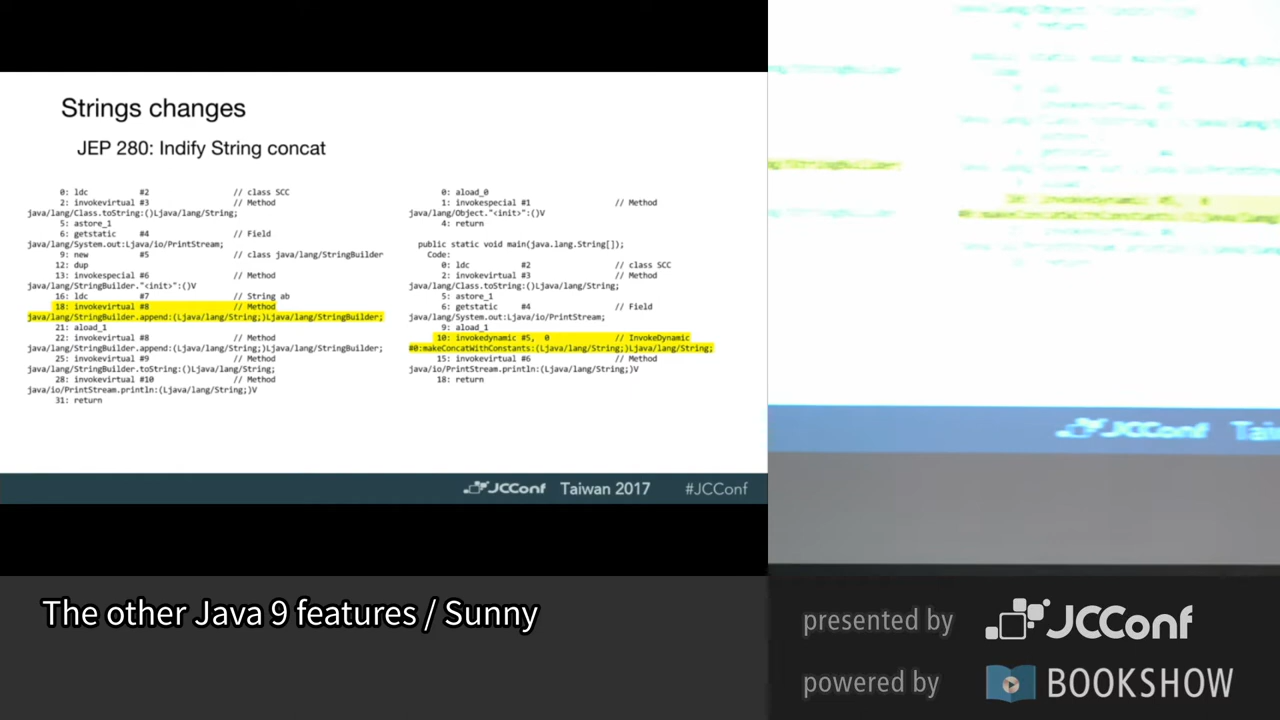 Strings changes
JEP 280: Indify String concat
0: ldc #2 // class SCC
2: invokevirtual #3 // Method
java/lang/Class.toString:()Ljava/lang/String;
5: astore_1
6: getstatic #4 // Field
java/lang/System.out:Ljava/io/PrintStream;
9: new #5 // class java/lang/StringBuilder
12: dup
13: invokespecial #6 // Method
java/lang/StringBuilder."<init>":()V
16: ldc #7 // String ab
18: invokevirtual #8 // Method
java/lang/StringBuilder.append:(Ljava/lang/String;)Ljava/lang/StringBuilder;
21: aload_1
22: invokevirtual #8 // Method
java/lang/StringBuilder.append:(Ljava/lang/String;)Ljava/lang/StringBuilder;
25: invokevirtual #9 // Method
java/lang/StringBuilder.toString:()Ljava/lang/String;
28: invokevirtual #10 // Method
java/io/PrintStream.println:(Ljava/lang/String;)V
31: return
0: aload_0
1: invokespecial #1 // Method
java/lang/Object."<init>":()V
4: return
public static void main(java.lang.String[]);
Code:
0: ldc #2 // class SCC
2: invokevirtual #3 // Method
java/lang/Class.toString:()Ljava/lang/String;
5: astore_1
6: getstatic #4 // Field
java/lang/System.out:Ljava/io/PrintStream;
9: aload_1
10: invokedynamic #5, 0 // InvokeDynamic
#0:makeConcatWithConstants:(Ljava/lang/String;)Ljava/lang/String;
15: invokevirtual #6 // Method
java/io/PrintStream.println:(Ljava/lang/String;)V
18: return
JCConf Taiwan 2017 #JCConf
JCConf Tai
The other Java 9 features / Sunny
presented by JCConf
powered by BOOKSHOW